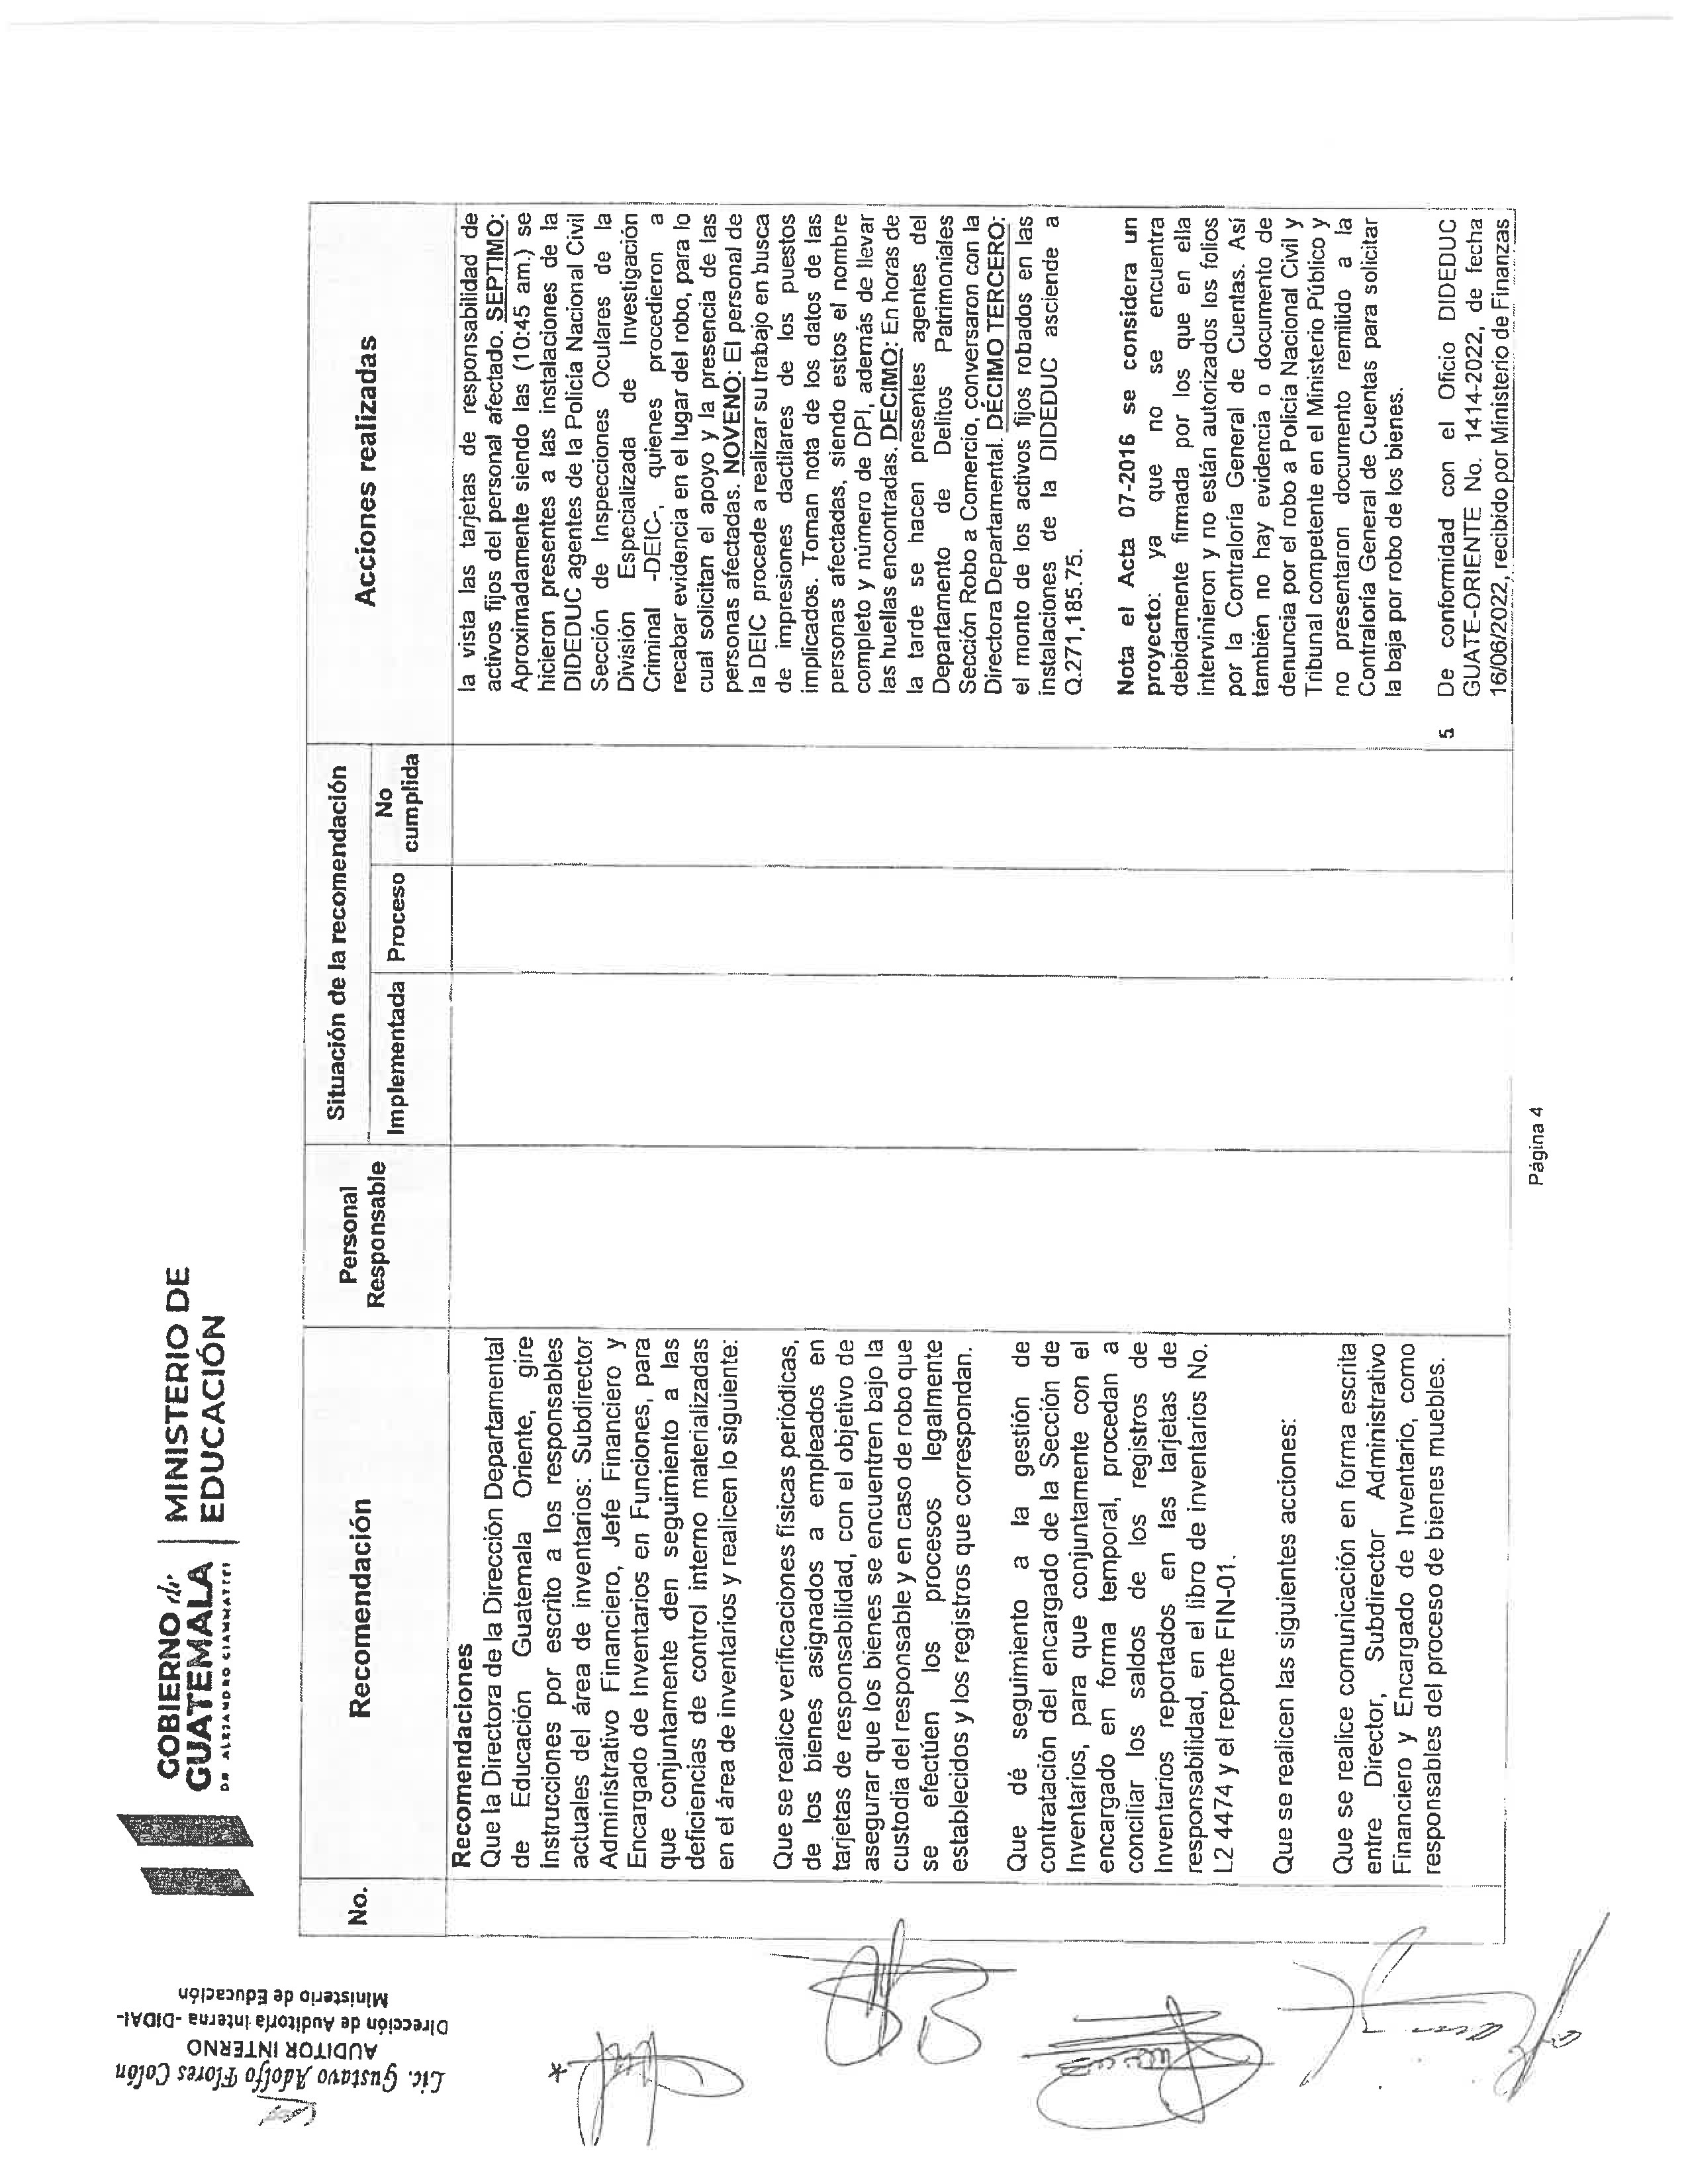 GOBIERNO de
GUATEMALA
DR. ALEJANDRO GIAMMATTEI
MINISTERIO DE
EDUCACIÓN
No.
Recomendación
Personal
Responsable
Situación de la recomendación
Implementada
Proceso
No
cumplida
Acciones realizadas
Recomendaciones
Que la Directora de la Dirección Departamental
de Educación Guatemala Oriente, gire
instrucciones por escrito a los responsables
actuales del área de inventarios: Subdirector
Administrativo Financiero, Jefe Financiero y
Encargado de Inventarios en Funciones, para
que conjuntamente den seguimiento a las
deficiencias de control interno materializadas
en el área de inventarios y realicen lo siguiente:
Que se realice verificaciones físicas periódicas,
de los bienes asignados a empleados en
tarjetas de responsabilidad, con el objetivo de
asegurar que los bienes se encuentren bajo la
custodia del responsable y en caso de robo que
se efectúen los procesos legalmente
establecidos y los registros que correspondan.
Que dé seguimiento a la gestión de
contratación del encargado de la Sección de
Inventarios, para que conjuntamente con el
encargado en forma temporal, procedan a
conciliar los saldos de los registros de
Inventarios reportados en las tarjetas de
responsabilidad, en el libro de inventarios No.
L2 4474 y el reporte FIN-01.
Que se realicen las siguientes acciones:
Que se realice comunicación en forma escrita
entre Director, Subdirector Administrativo
Financiero y Encargado de Inventario, como
responsables del proceso de bienes muebles.
la vista las tarjetas de responsabilidad de
activos fijos del personal afectado. SEPTIMO:
Aproximadamente siendo las (10:45 am.) se
hicieron presentes a las instalaciones de la
DIDEDUC agentes de la Policía Nacional Civil
Sección de Inspecciones Oculares de la
División Especializada de Investigación
Criminal -DEIC-, quienes procedieron a
recabar evidencia en el lugar del robo, para lo
cual solicitan el apoyo y la presencia de las
personas afectadas. NOVENO: El personal de
la DEIC procede a realizar su trabajo en busca
de impresiones dactilares de los puestos
implicados. Toman nota de los datos de las
personas afectadas, siendo estos el nombre
completo y número de DPI, además de llevar
las huellas encontradas. DECIMO: En horas de
la tarde se hacen presentes agentes del
Departamento de Delitos Patrimoniales
Sección Robo a Comercio, conversaron con la
Directora Departamental. DÉCIMO TERCERO:
el monto de los activos fijos robados en las
instalaciones de la DIDEDUC asciende a
Q.271,185.75.
Nota el Acta 07-2016 se considera un
proyecto: ya que no se encuentra
debidamente firmada por los que en ella
intervinieron y no están autorizados los folios
por la Contraloría General de Cuentas. Así
también no hay evidencia o documento de
denuncia por el robo a Policía Nacional Civil y
Tribunal competente en el Ministerio Público y
no presentaron documento remitido a la
Contraloría General de Cuentas para solicitar
la baja por robo de los bienes.
5 De conformidad con el Oficio DIDEDUC
GUATE-ORIENTE No. 1414-2022, de fecha
16/06/2022, recibido por Ministerio de Finanzas
Página 4
Lic. Gustavo Adolfo Flores Colón
AUDITOR INTERNO
Dirección de Auditoría Interna -DIDAI-
Ministerio de Educación